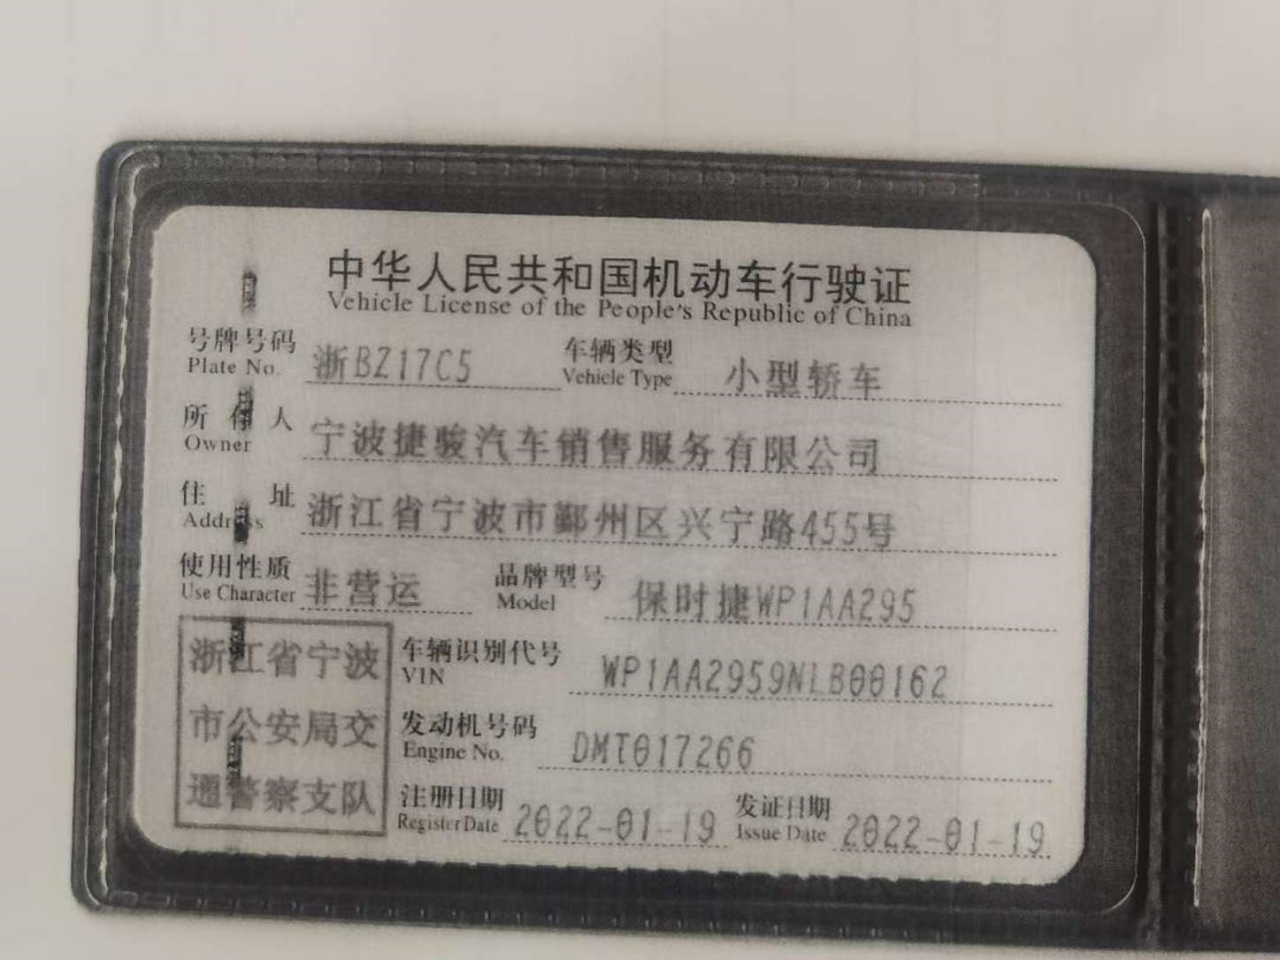 中华人民共和国机动车行驶证
Vehicle License of the People's Republic of China
号牌号码 浙BZ17C5 车辆类型 小型轿车
Plate No. Vehicle Type
所有人 宁波捷骏汽车销售服务有限公司
Owner
住址 浙江省宁波市鄞州区兴宁路455号
Address
使用性质 非营运 品牌型号 保时捷WP1AA295
Use Character Model
浙江省宁波
市公安局交
通警察支队
车辆识别代号 WP1AA2959NLB00162
VIN
发动机号码 DMT017266
Engine No.
注册日期 2022-01-19 发证日期 2022-01-19
Register Date Issue Date